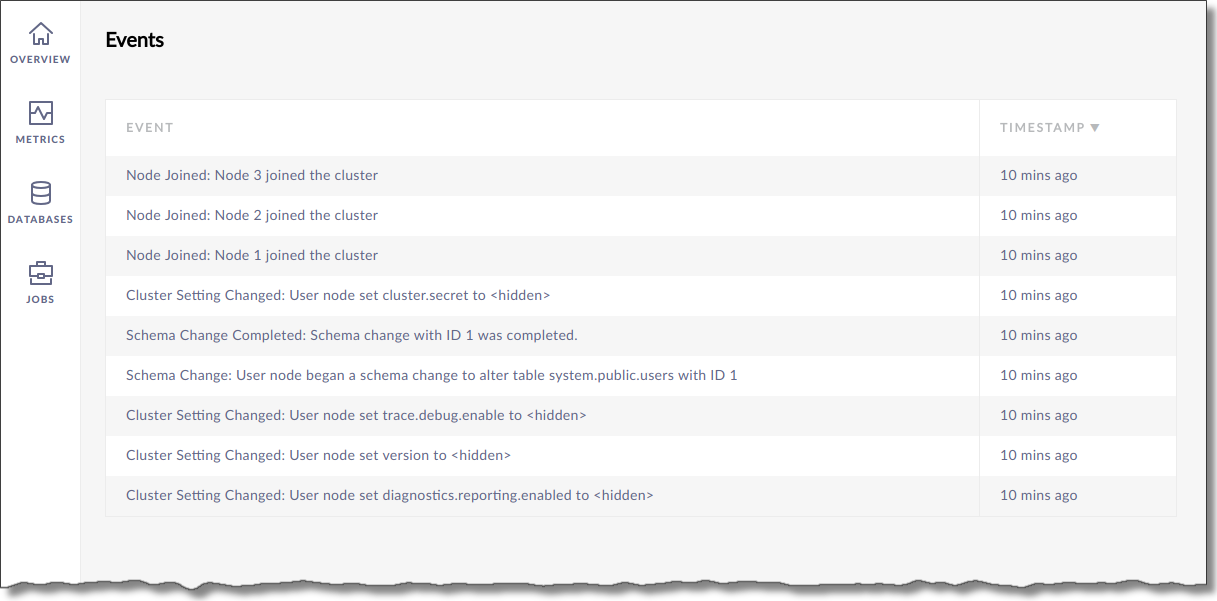 OVERVIEW
METRICS
DATABASES
JOBS
Events
EVENT TIMESTAMP ▼
Node Joined: Node 3 joined the cluster 10 mins ago
Node Joined: Node 2 joined the cluster 10 mins ago
Node Joined: Node 1 joined the cluster 10 mins ago
Cluster Setting Changed: User node set cluster.secret to <hidden> 10 mins ago
Schema Change Completed: Schema change with ID 1 was completed. 10 mins ago
Schema Change: User node began a schema change to alter table system.public.users with ID 1 10 mins ago
Cluster Setting Changed: User node set trace.debug.enable to <hidden> 10 mins ago
Cluster Setting Changed: User node set version to <hidden> 10 mins ago
Cluster Setting Changed: User node set diagnostics.reporting.enabled to <hidden> 10 mins ago